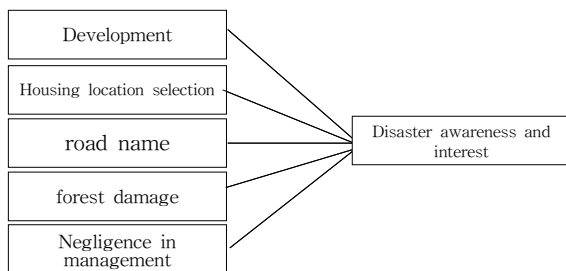 Development
Housing location selection
road name
forest damage
Negligence in
management
Disaster awareness and
interest